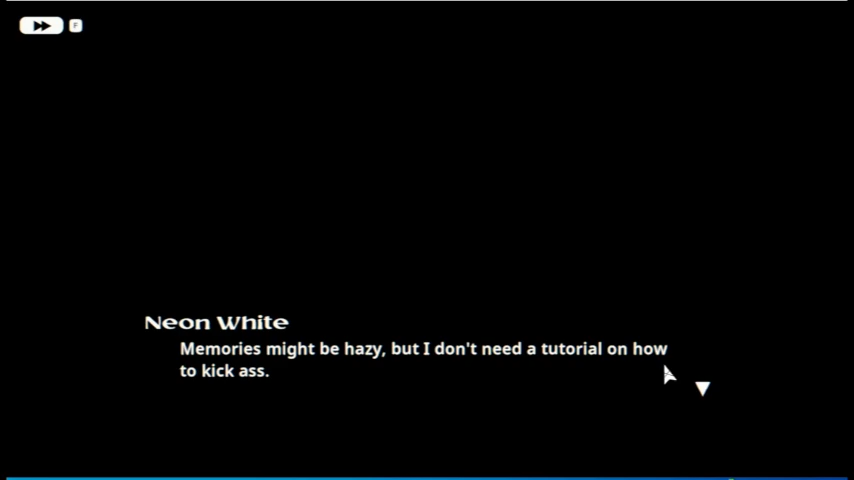 F
Neon White
Memories might be hazy, but I don't need a tutorial on how
to kick ass.